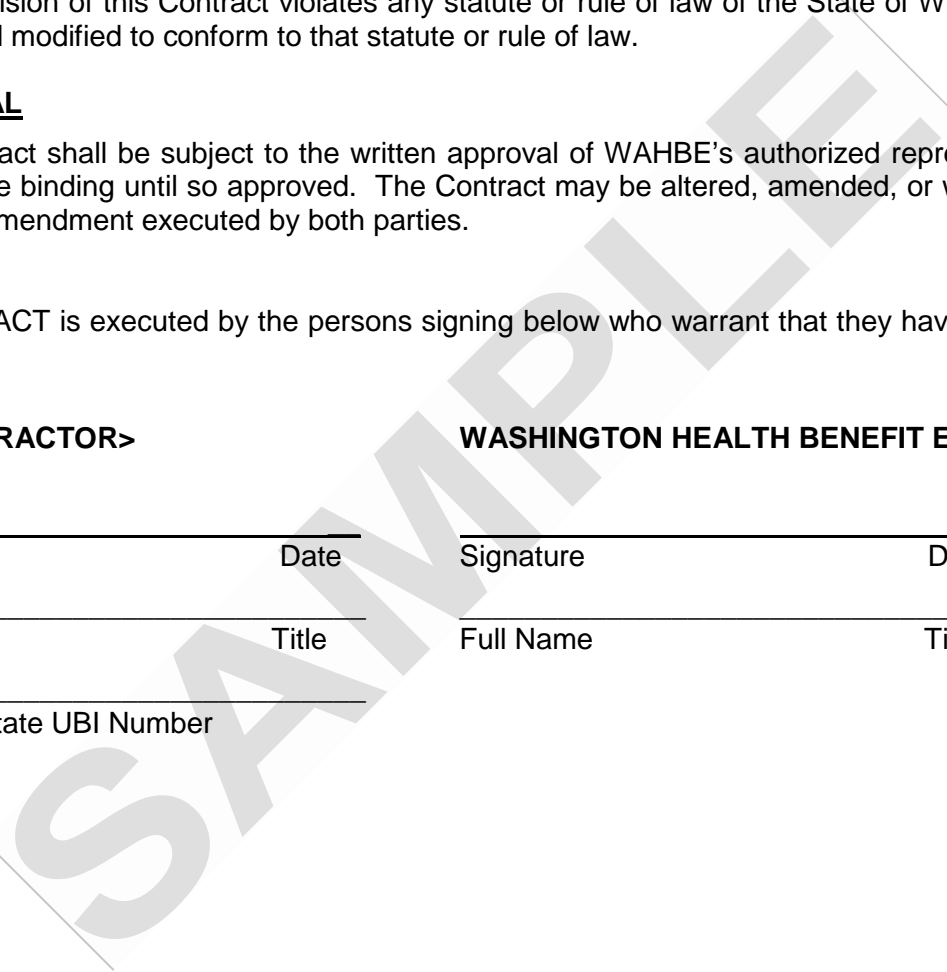 ision of this Contract violates any statute or rule of law of the State of W
d modified to conform to that statute or rule of law.
AL
act shall be subject to the written approval of WAHBE’s authorized repre
e binding until so approved. The Contract may be altered, amended, or w
mendment executed by both parties.
ACT is executed by the persons signing below who warrant that they hav
RACTOR> WASHINGTON HEALTH BENEFIT E
Date Signature D
Title Full Name Ti
tate UBI Number
SAMPLE